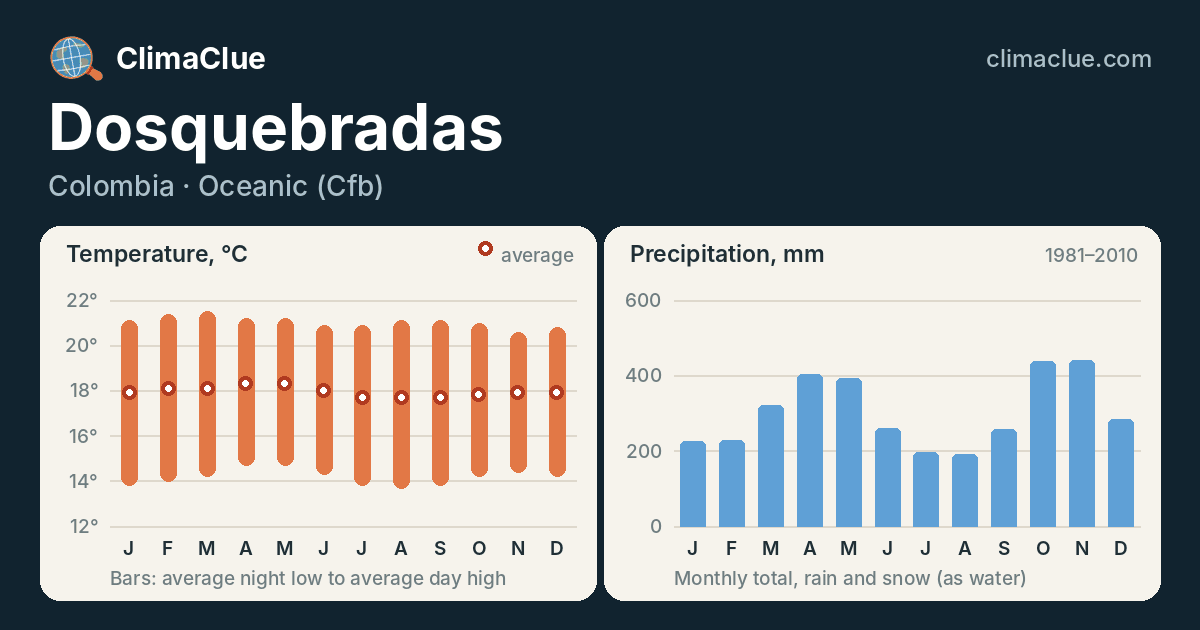 ClimaClue
climaclue.com
Dosquebradas
Colombia · Oceanic (Cfb)
Temperature, °C
average
22°
20°
18°
16°
14°
12°
J F M A M J J A S O N D
Bars: average night low to average day high
Precipitation, mm
1981–2010
600
400
200
0
J F M A M J J A S O N D
Monthly total, rain and snow (as water)